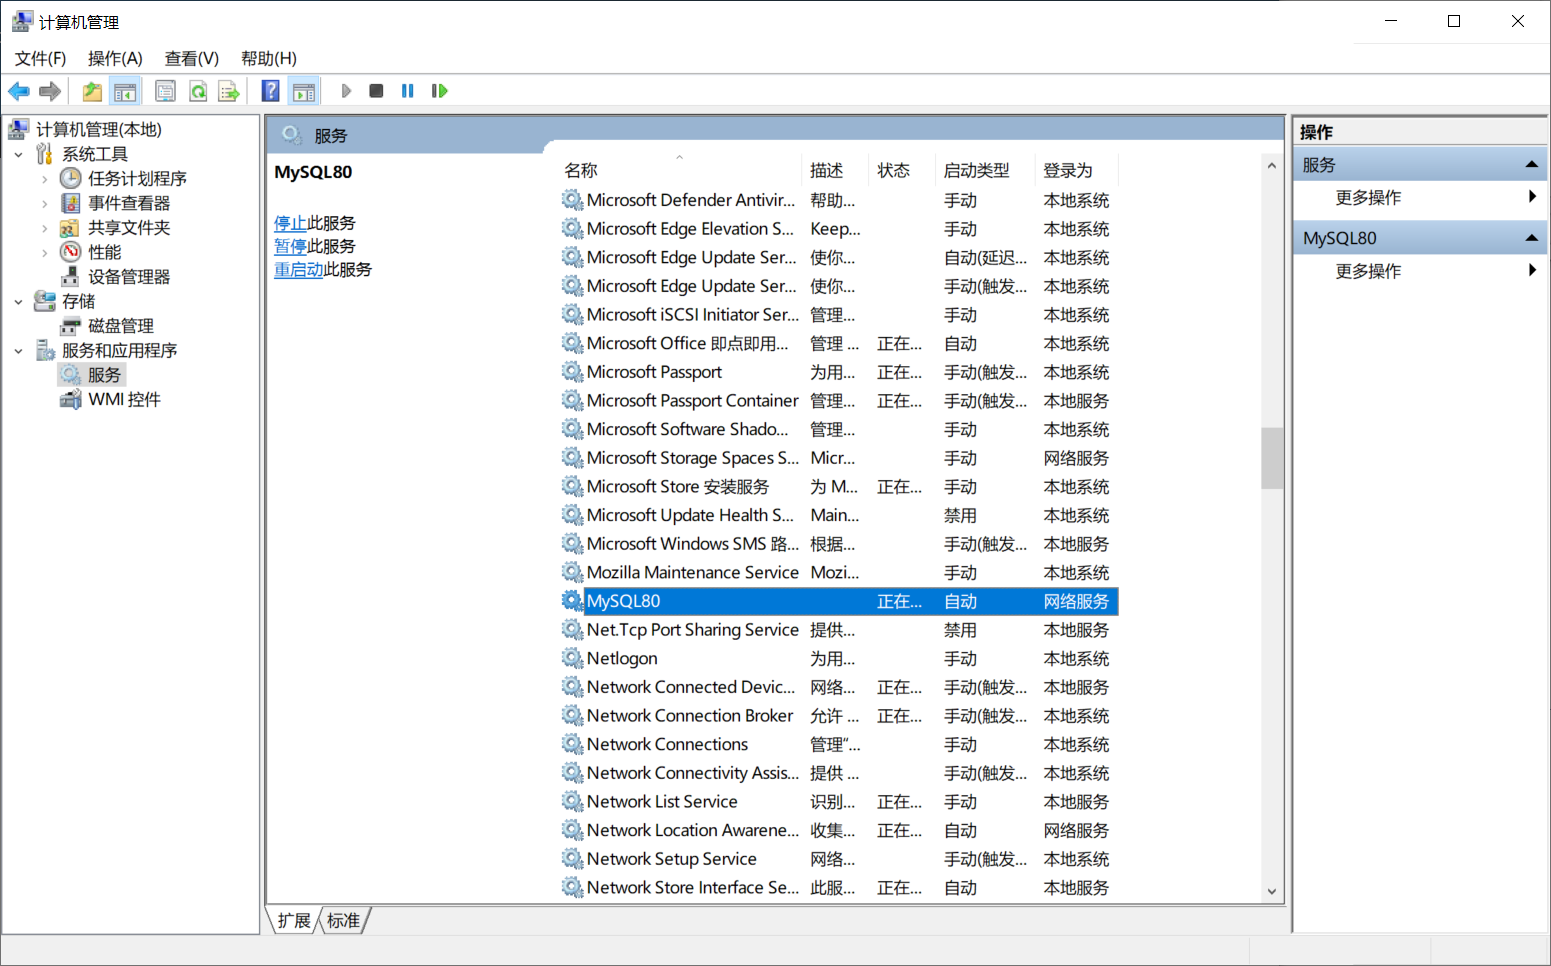 计算机管理
文件(F) 操作(A) 查看(V) 帮助(H)
计算机管理(本地)
系统工具
任务计划程序
事件查看器
共享文件夹
性能
设备管理器
存储
磁盘管理
服务和应用程序
服务
WMI 控件
服务
MySQL80
停止此服务
暂停此服务
重启动此服务
名称 描述 状态 启动类型 登录为
Microsoft Defender Antivir... 帮助... 手动 本地系统
Microsoft Edge Elevation S... Keep... 手动 本地系统
Microsoft Edge Update Ser... 使你... 自动(延迟... 本地系统
Microsoft Edge Update Ser... 使你... 手动(触发... 本地系统
Microsoft iSCSI Initiator Ser... 管理... 手动 本地系统
Microsoft Office 即点即用... 管理 ... 正在... 自动 本地系统
Microsoft Passport 为用... 正在... 手动(触发... 本地系统
Microsoft Passport Container 管理... 正在... 手动(触发... 本地服务
Microsoft Software Shado... 管理... 手动 本地系统
Microsoft Storage Spaces S... Micr... 手动 网络服务
Microsoft Store 安装服务 为 M... 正在... 手动 本地系统
Microsoft Update Health S... Main... 禁用 本地系统
Microsoft Windows SMS 路... 根据... 手动(触发... 本地服务
Mozilla Maintenance Service Mozi... 手动 本地系统
MySQL80 正在... 自动 网络服务
Net.Tcp Port Sharing Service 提供... 禁用 本地服务
Netlogon 为用... 手动 本地系统
Network Connected Devic... 网络... 正在... 手动(触发... 本地服务
Network Connection Broker 允许 ... 正在... 手动(触发... 本地系统
Network Connections 管理“... 手动 本地系统
Network Connectivity Assis... 提供 ... 手动(触发... 本地系统
Network List Service 识别... 正在... 手动 本地服务
Network Location Awarene... 收集... 正在... 自动 网络服务
Network Setup Service 网络... 手动(触发... 本地系统
Network Store Interface Se... 此服... 正在... 自动 本地服务
扩展 标准
操作
服务
更多操作
MySQL80
更多操作